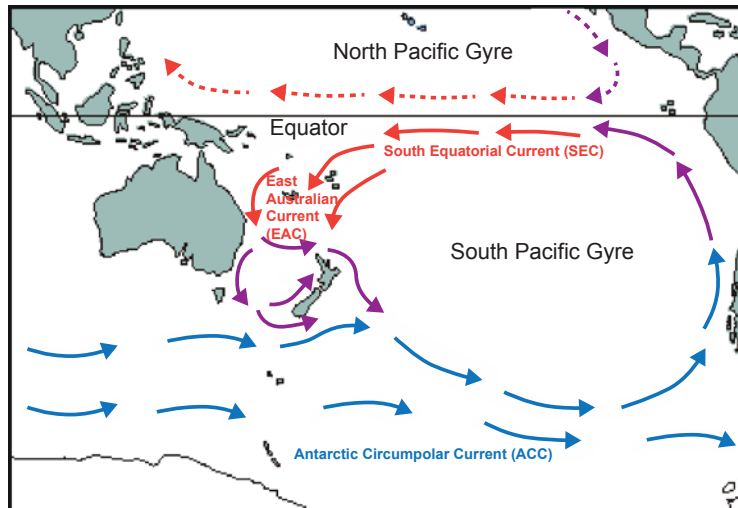 North Pacific Gyre
Equator
South Equatorial Current (SEC)
East
Australian
Current
(EAC)
South Pacific Gyre
Antarctic Circumpolar Current (ACC)